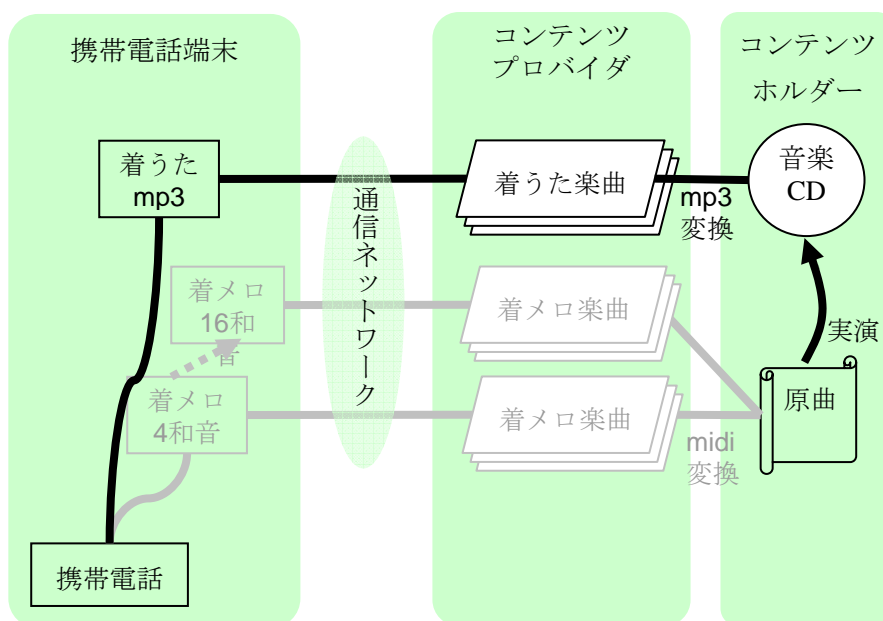 携帯電話端末
コンテンツ
プロバイダ
コンテンツ
ホルダー
着うた
mp3
通信ネットワーク
着うた楽曲
mp3
変換
音楽
CD
着メロ
16和
音
着メロ楽曲
実演
着メロ
4和音
着メロ楽曲
midi
変換
原曲
携帯電話